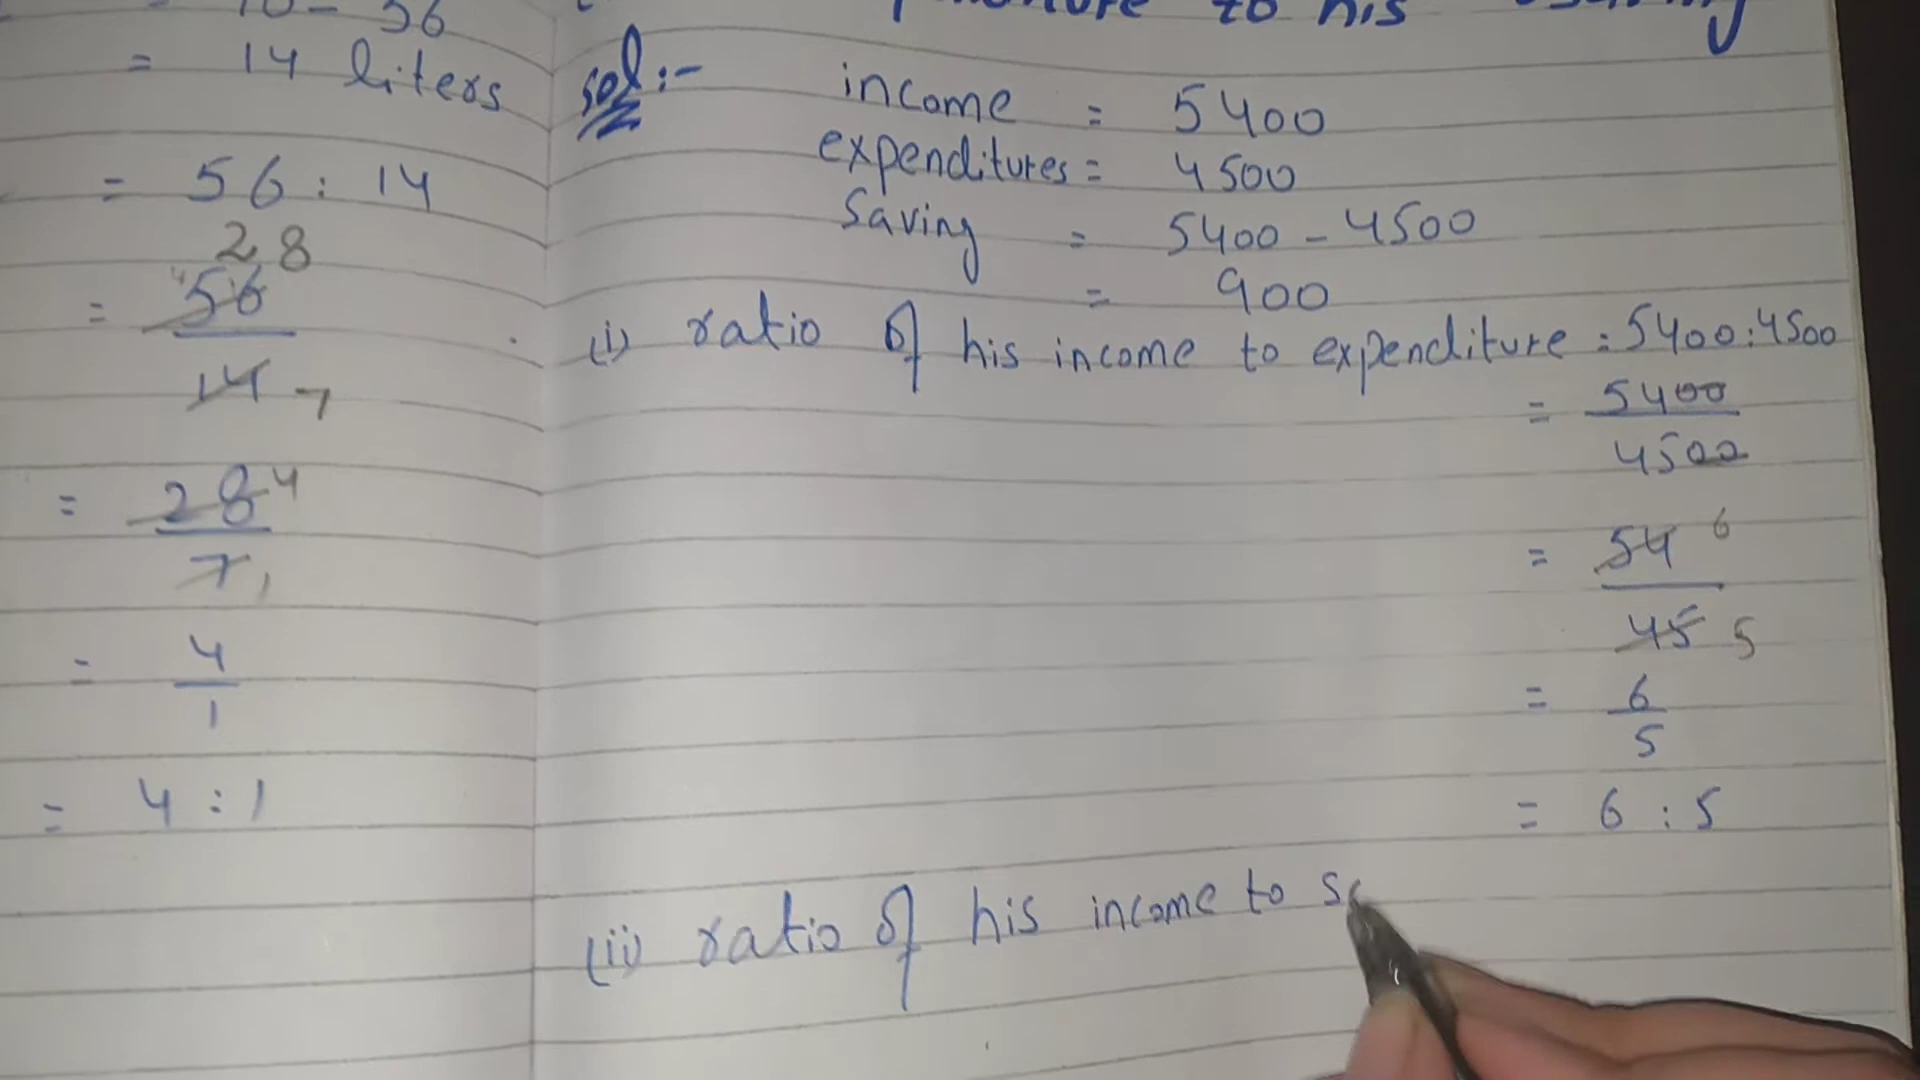 = 14 liters
= 56 : 14
28
= 56
14 7
= 28 4
7 1
= 4
1
= 4 : 1
to his
sol:-
income = 5400
expenditures = 4500
Saving = 5400 - 4500
= 900
(i) ratio of his income to expenditure = 5400:4500
= 5400
4500
= 54 6
45 5
= 6
5
= 6 : 5
(ii) ratio of his income to